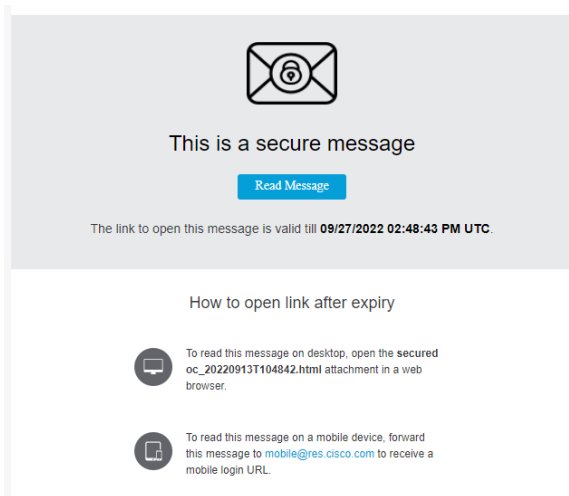 This is a secure message
Read Message
The link to open this message is valid till 09/27/2022 02:48:43 PM UTC.
How to open link after expiry
To read this message on desktop, open the secured
oc_20220913T104842.html attachment in a web
browser.
To read this message on a mobile device, forward
this message to mobile@res.cisco.com to receive a
mobile login URL.